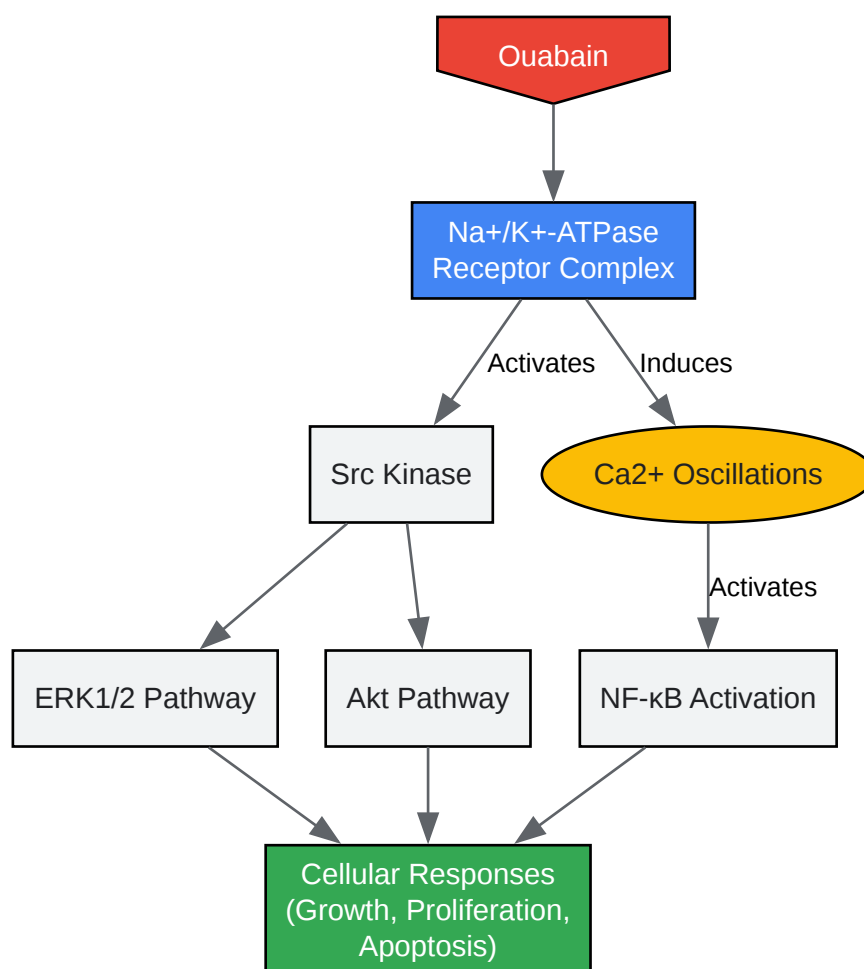 Ouabain
Na+/K+-ATPase
Receptor Complex
Activates
Induces
Src Kinase
Ca2+ Oscillations
Activates
ERK1/2 Pathway
Akt Pathway
NF-κB Activation
Cellular Responses
(Growth, Proliferation,
Apoptosis)